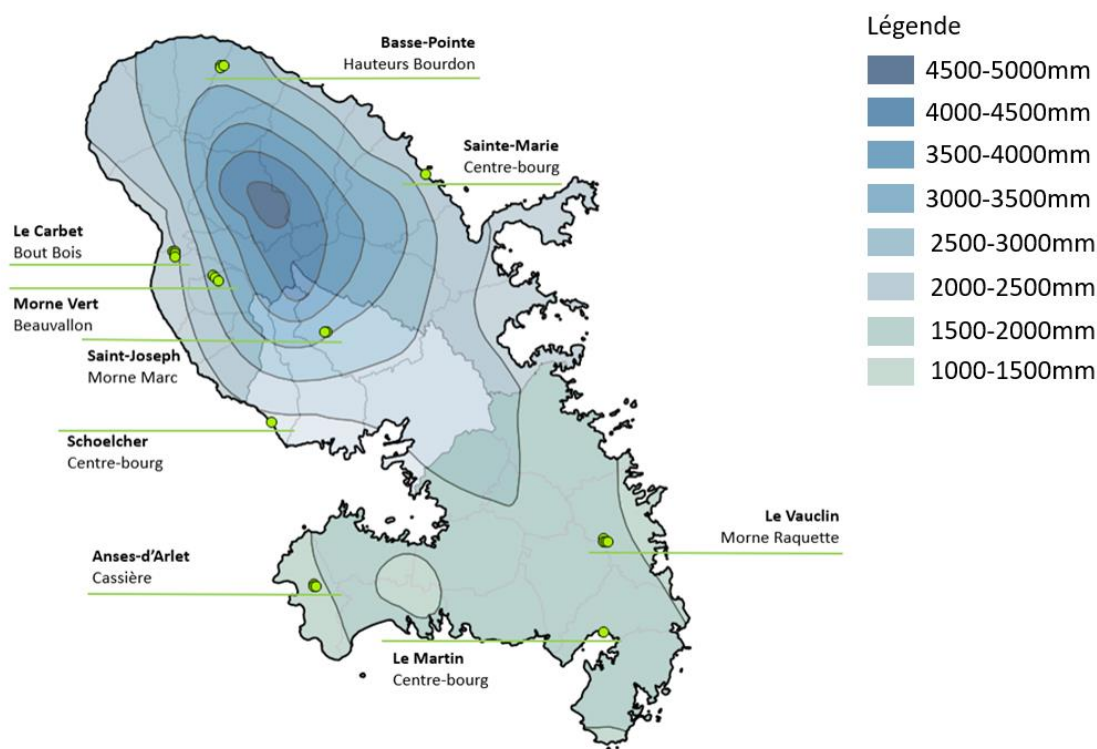 Légende
4500-5000mm
4000-4500mm
3500-4000mm
3000-3500mm
2500-3000mm
2000-2500mm
1500-2000mm
1000-1500mm
Basse-Pointe
Hauteurs Bourdon
Sainte-Marie
Centre-bourg
Le Carbet
Bout Bois
Morne Vert
Beauvallon
Saint-Joseph
Morne Marc
Schoelcher
Centre-bourg
Anses-d’Arlet
Cassière
Le Vauclin
Morne Raquette
Le Martin
Centre-bourg